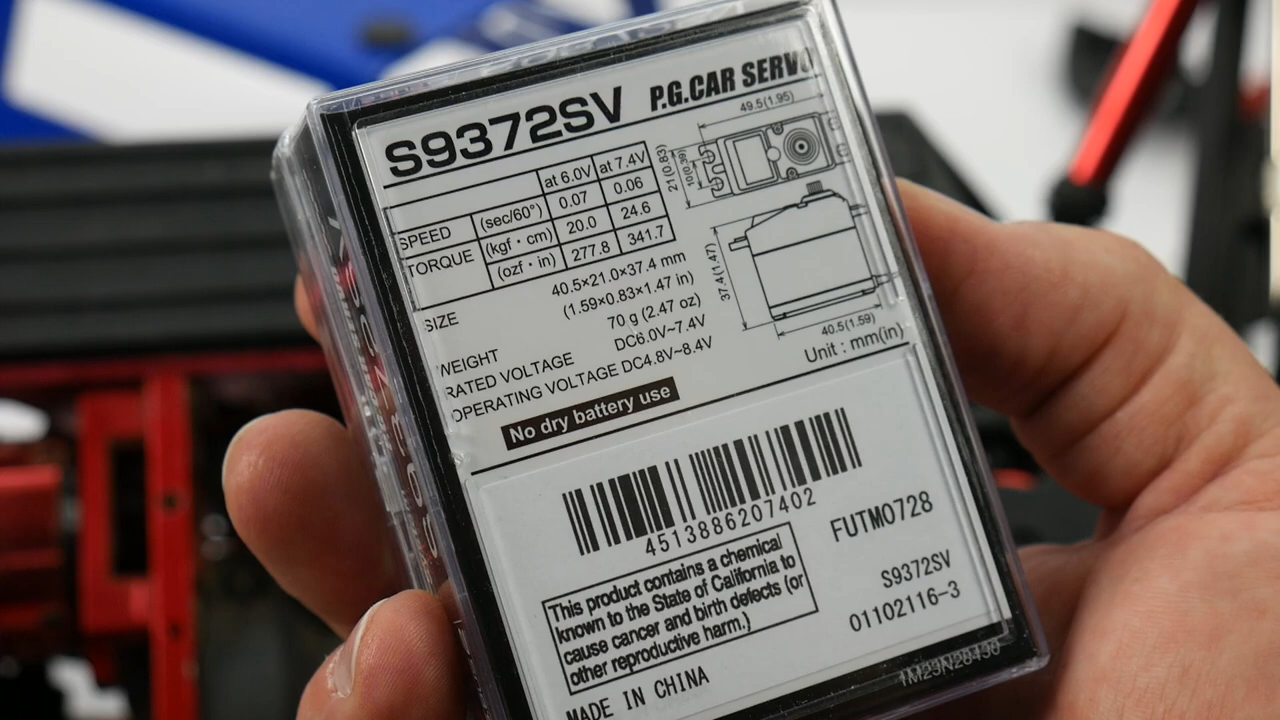 S9372SV P.G.CAR SERVO
at 6.0V at 7.4V
SPEED (sec/60°) 0.07 0.06
TORQUE (kgf・cm) 20.0 24.6
(ozf・in) 277.8 341.7
SIZE 40.5×21.0×37.4 mm
(1.59×0.83×1.47 in)
WEIGHT 70 g (2.47 oz)
RATED VOLTAGE DC6.0V~7.4V
OPERATING VOLTAGE DC4.8V~8.4V
No dry battery use
49.5(1.95)
21(0.83)
10(0.39)
37.4(1.47)
40.5(1.59)
Unit : mm(in)
4513886207402
FUTM0728
S9372SV
01102116-3
This product contains a chemical
known to the State of California to
cause cancer and birth defects (or
other reproductive harm.)
MADE IN CHINA